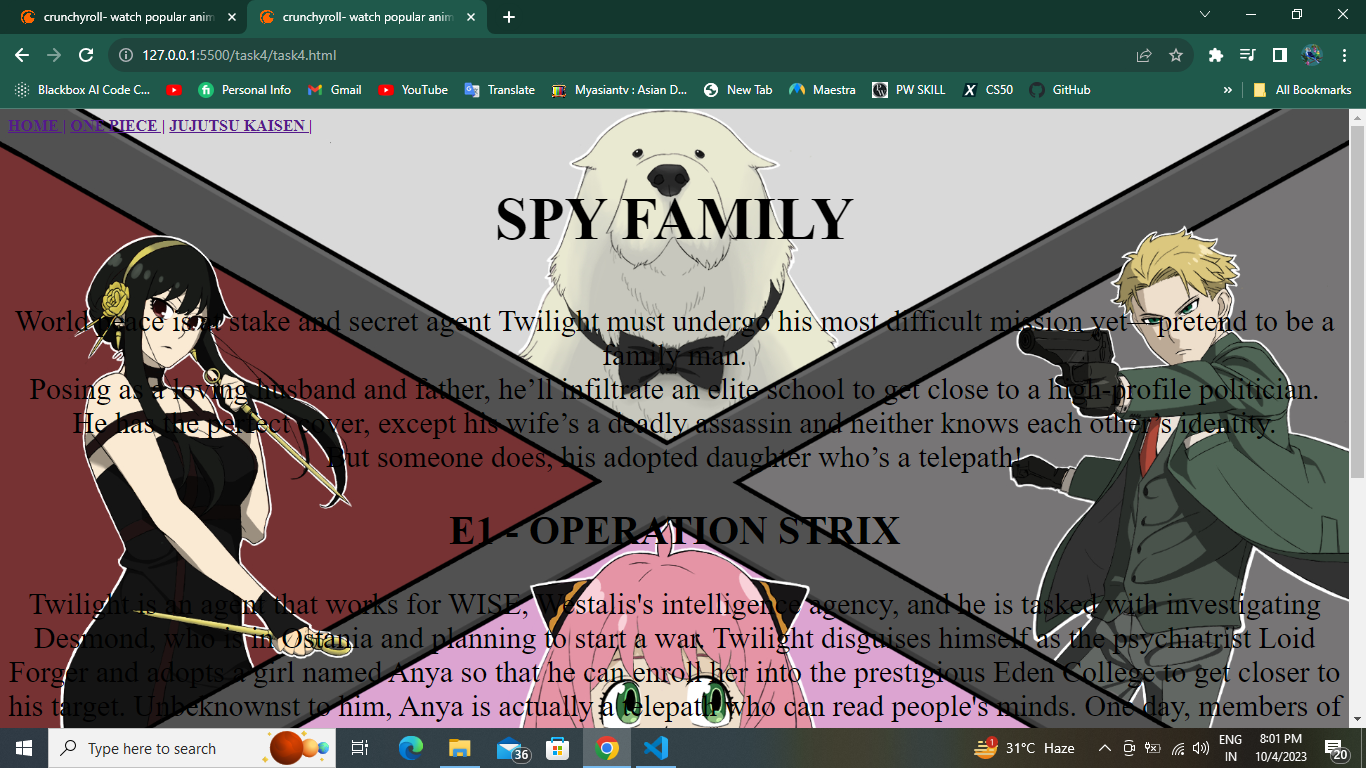 crunchyroll- watch popular anim
crunchyroll- watch popular anim
127.0.0.1:5500/task4/task4.html
Blackbox AI Code C...
Personal Info
Gmail
YouTube
Translate
Myasiantv : Asian D...
New Tab
Maestra
PW SKILL
CS50
GitHub
»
All Bookmarks
HOME | ONE PIECE | JUJUTSU KAISEN |
SPY FAMILY
World peace is at stake and secret agent Twilight must undergo his most difficult mission yet—pretend to be a
family man.
Posing as a loving husband and father, he’ll infiltrate an elite school to get close to a high-profile politician.
He has the perfect cover, except his wife’s a deadly assassin and neither knows each other’s identity.
But someone does, his adopted daughter who’s a telepath!
E1 - OPERATION STRIX
Twilight is an agent that works for WISE, Westalis's intelligence agency, and he is tasked with investigating
Desmond, who is in Ostania and planning to start a war. Twilight disguises himself as the psychiatrist Loid
Forger and adopts a girl named Anya so that he can enroll her into the prestigious Eden College to get closer to
his target. Unbeknownst to him, Anya is actually a telepath who can read people's minds. One day, members of
Type here to search
36
1
31°C Haze
ENG
IN
8:01 PM
10/4/2023
20